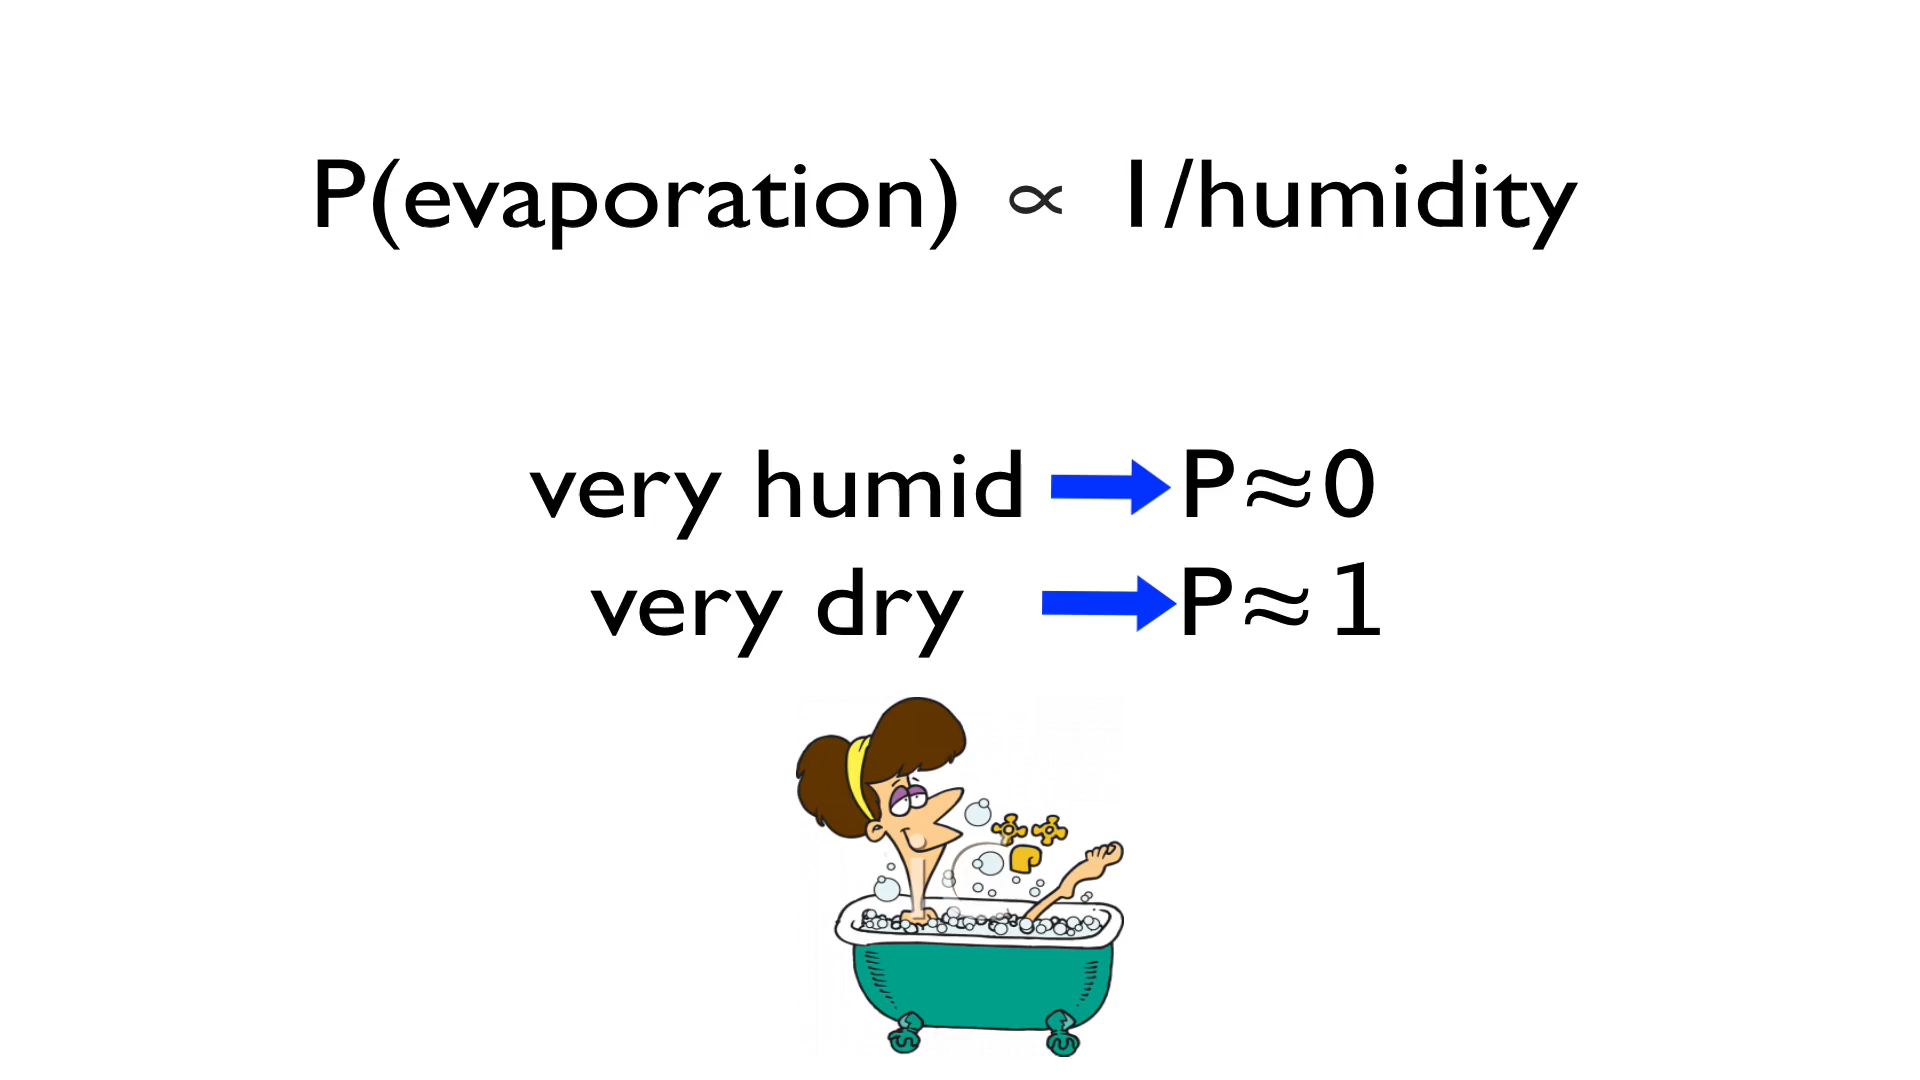 P(evaporation) ∝ 1/humidity
very humid ➡ P≈0
very dry ➡ P≈1